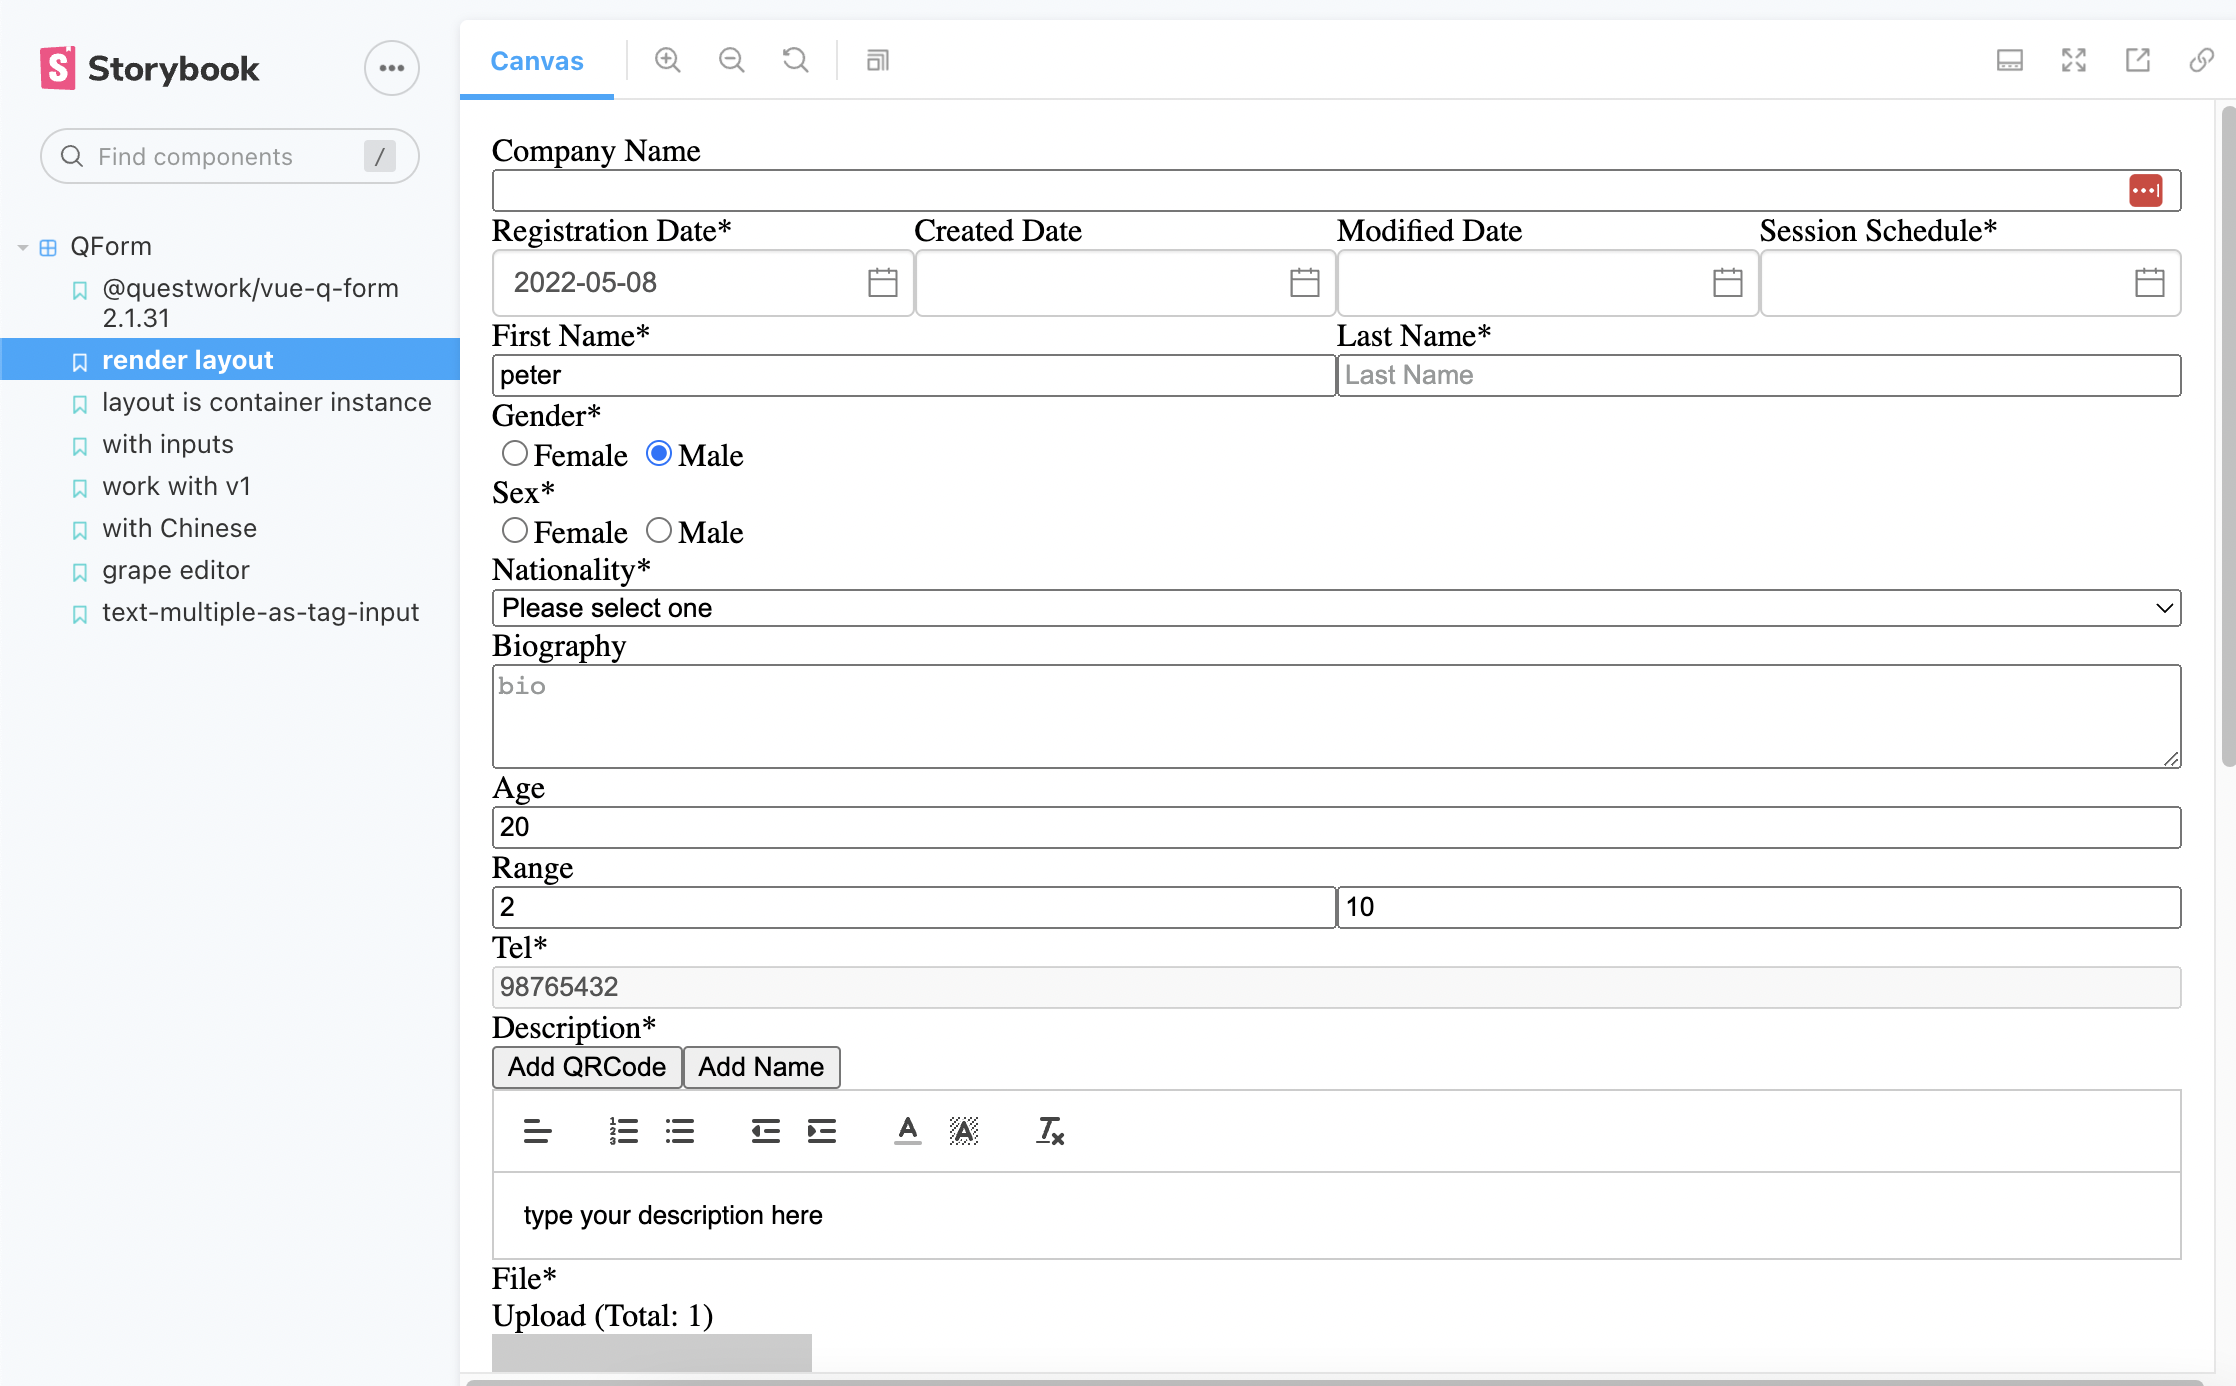 Storybook
Find components
/
QForm
@questwork/vue-q-form
2.1.31
render layout
layout is container instance
with inputs
work with v1
with Chinese
grape editor
text-multiple-as-tag-input
Canvas
Company Name
Registration Date* Created Date Modified Date Session Schedule*
2022-05-08
First Name* Last Name*
peter Last Name
Gender*
Female Male
Sex*
Female Male
Nationality*
Please select one
Biography
bio
Age
20
Range
2 10
Tel*
98765432
Description*
Add QRCode Add Name
type your description here
File*
Upload (Total: 1)